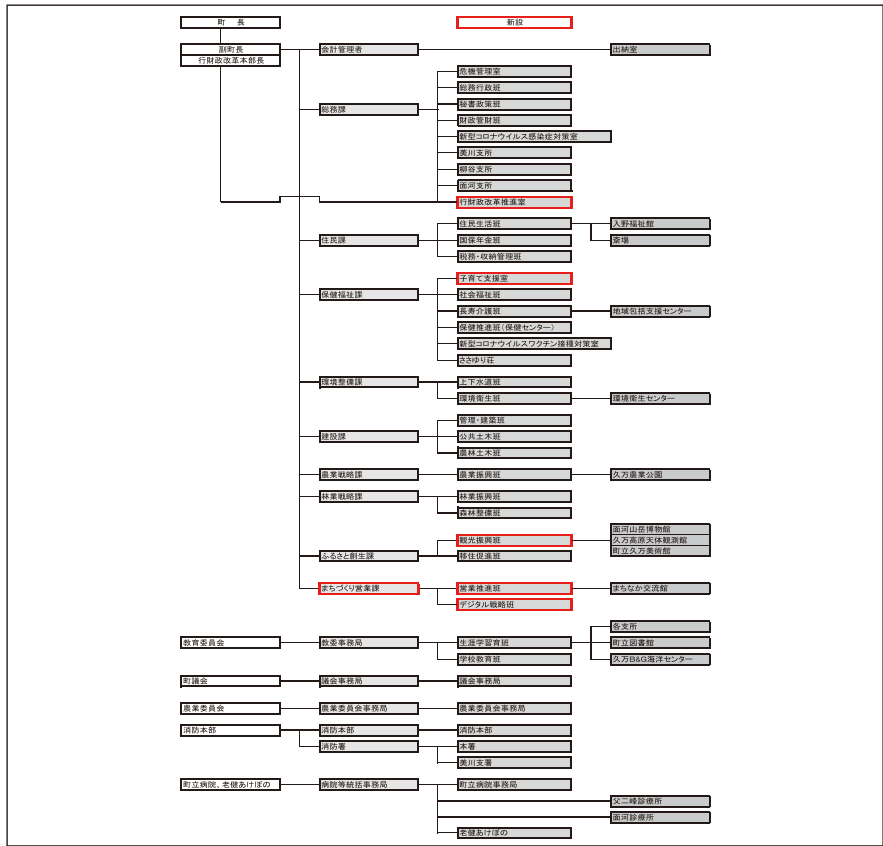 町　長
新設
副町長
行財政改革本部長
会計管理者
出納室
総務課
危機管理室
総務行政班
秘書政策班
財政管財班
新型コロナウイルス感染症対策室
美川支所
柳谷支所
面河支所
行財政改革推進室
住民課
住民生活班
入野福祉館
斎場
国保年金班
税務・収納管理班
保健福祉課
子育て支援室
社会福祉班
長寿介護班
地域包括支援センター
保健推進班（保健センター）
新型コロナウイルスワクチン接種対策室
ささゆり荘
環境整備課
上下水道班
環境衛生班
環境衛生センター
建設課
管理・建築班
公共土木班
農林土木班
農業戦略課
農業振興班
久万農業公園
林業戦略課
林業振興班
森林整備班
ふるさと創生課
観光振興班
面河山岳博物館
久万高原天体観測館
町立久万美術館
移住促進班
まちづくり営業課
営業推進班
まちなか交流館
デジタル戦略班
教育委員会
教委事務局
生涯学習育班
各支所
町立図書館
久万B&G海洋センター
学校教育班
町議会
議会事務局
議会事務局
農業委員会
農業委員会事務局
農業委員会事務局
消防本部
消防本部
消防本部
消防署
本署
美川支署
町立病院、老健あけぼの
病院等統括事務局
町立病院事務局
父二峰診療所
面河診療所
老健あけぼの